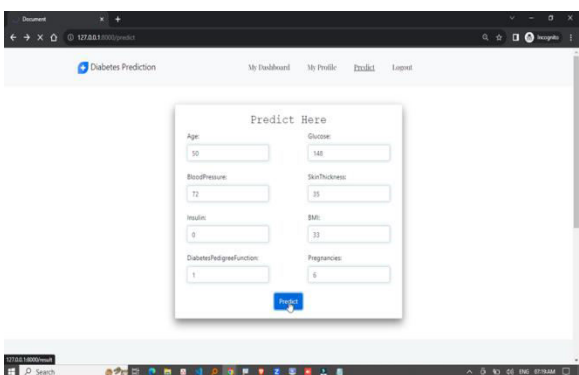 Document
127.0.0.1:8000/predict
Incognito
Diabetes Prediction
My Dashboard My Profile Predict Logout
Predict Here
Age: Glucose:
50 148
BloodPressure: SkinThickness:
72 35
Insulin: BMI:
0 33
DiabetesPedigreeFunction: Pregnancies:
1 6
Predict
127.0.0.1:8000/result
Search
ENG 07:19AM